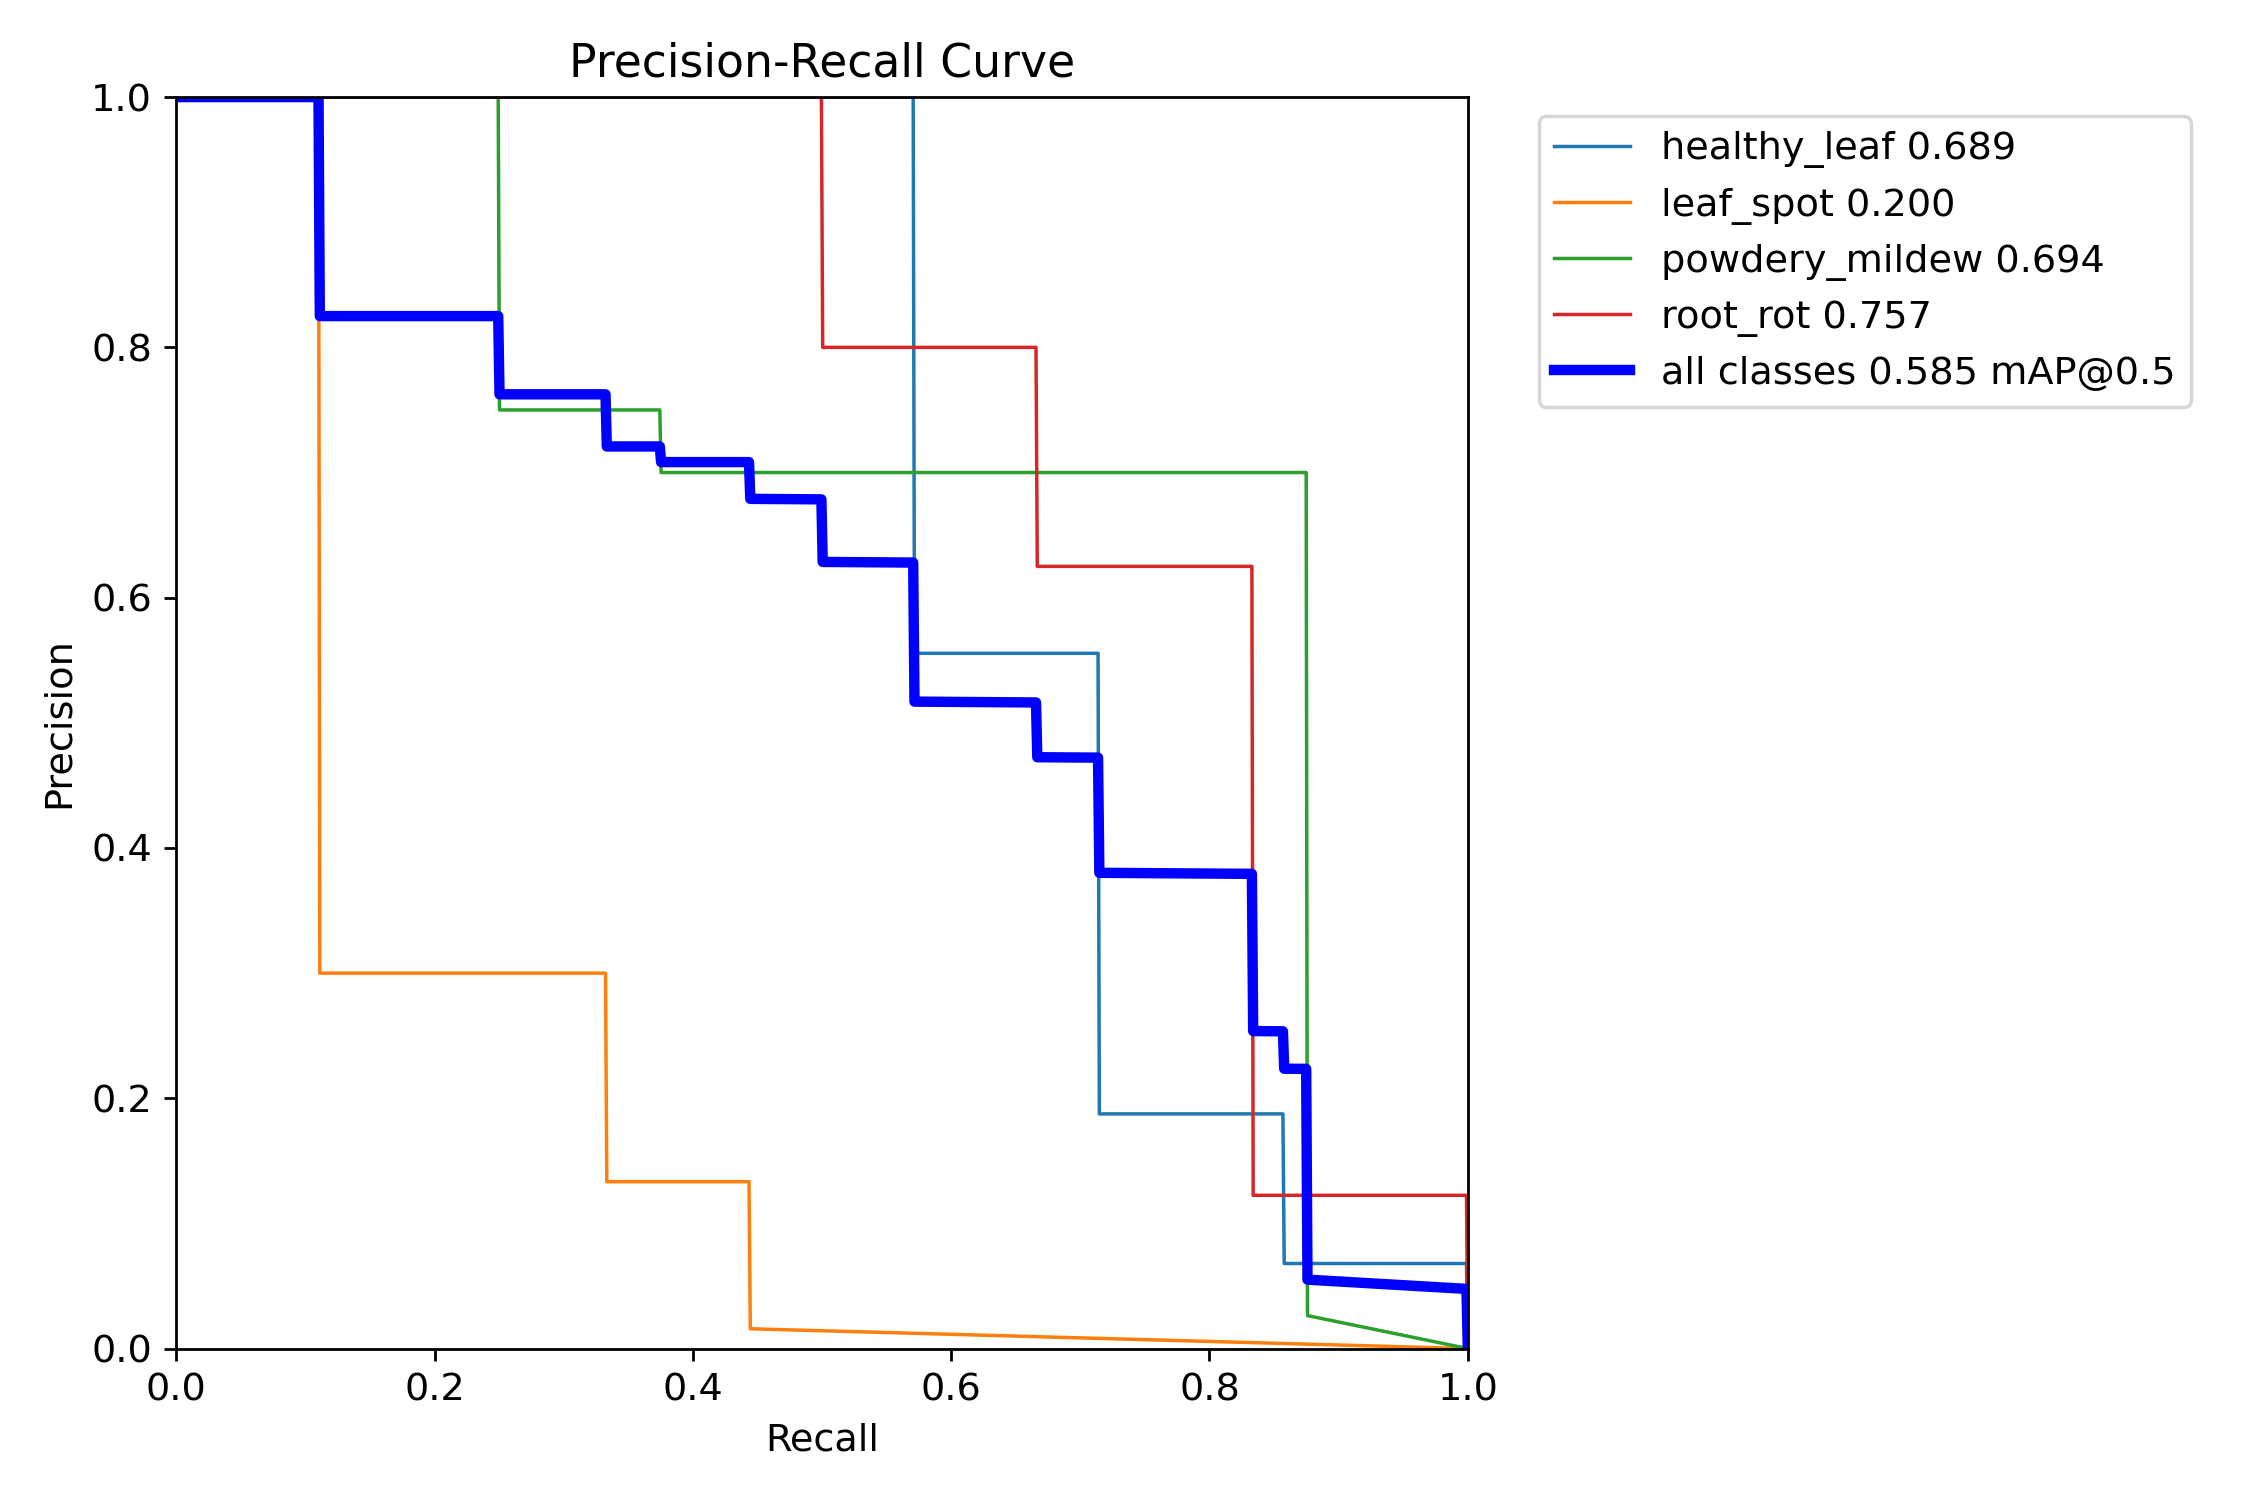 Precision-Recall Curve
1.0
0.8
0.6
0.4
0.2
0.0
Precision
0.0 0.2 0.4 0.6 0.8 1.0
Recall
healthy_leaf 0.689
leaf_spot 0.200
powdery_mildew 0.694
root_rot 0.757
all classes 0.585 mAP@0.5